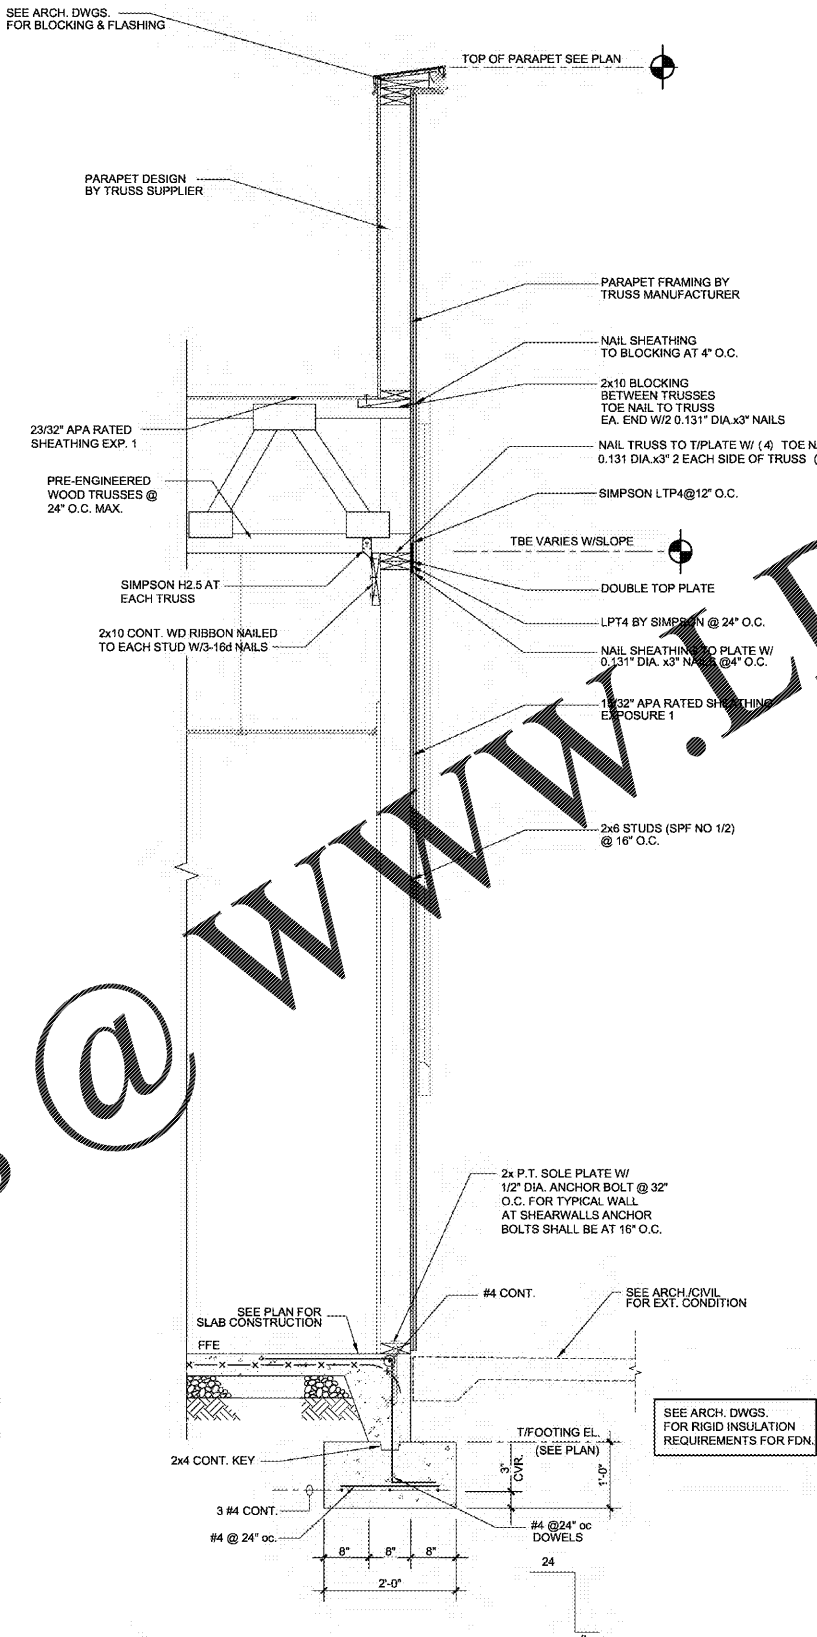 SEE ARCH. DWGS.
FOR BLOCKING & FLASHING
TOP OF PARAPET SEE PLAN
PARAPET DESIGN
BY TRUSS SUPPLIER
PARAPET FRAMING BY
TRUSS MANUFACTURER
NAIL SHEATHING
TO BLOCKING AT 4" O.C.
2x10 BLOCKING
BETWEEN TRUSSES
TOE NAIL TO TRUSS
EA. END W/2 0.131" DIA.x3" NAILS
23/32" APA RATED
SHEATHING EXP. 1
NAIL TRUSS TO T/PLATE W/ ( 4) TOE
0.131 DIA.x3" 2 EACH SIDE OF TRUSS (
PRE-ENGINEERED
WOOD TRUSSES @
24" O.C. MAX.
SIMPSON LTP4@12" O.C.
TBE VARIES W/SLOPE
SIMPSON H2.5 AT
EACH TRUSS
DOUBLE TOP PLATE
LPT4 BY SIMPSON @ 24" O.C.
2x10 CONT. WD RIBBON NAILED
TO EACH STUD W/3-16d NAILS
NAIL SHEATHING TO PLATE W/
0.131" DIA. x3" NAILS @4" O.C.
15/32" APA RATED SHEATHING
EXPOSURE 1
2x6 STUDS (SPF NO 1/2)
@ 16" O.C.
@ WWW.
2x P.T. SOLE PLATE W/
1/2" DIA. ANCHOR BOLT @ 32"
O.C. FOR TYPICAL WALL
AT SHEARWALLS ANCHOR
BOLTS SHALL BE AT 16" O.C.
#4 CONT.
SEE ARCH./CIVIL
FOR EXT. CONDITION
SEE PLAN FOR
SLAB CONSTRUCTION
FFE
SEE ARCH. DWGS.
FOR RIGID INSULATION
REQUIREMENTS FOR FDN.
T/FOOTING EL.
(SEE PLAN)
2x4 CONT. KEY
3"
CVR.
1'-0"
3 #4 CONT.
#4 @ 24" oc.
#4 @24" oc
DOWELS
8"
8"
8"
2'-0"
24